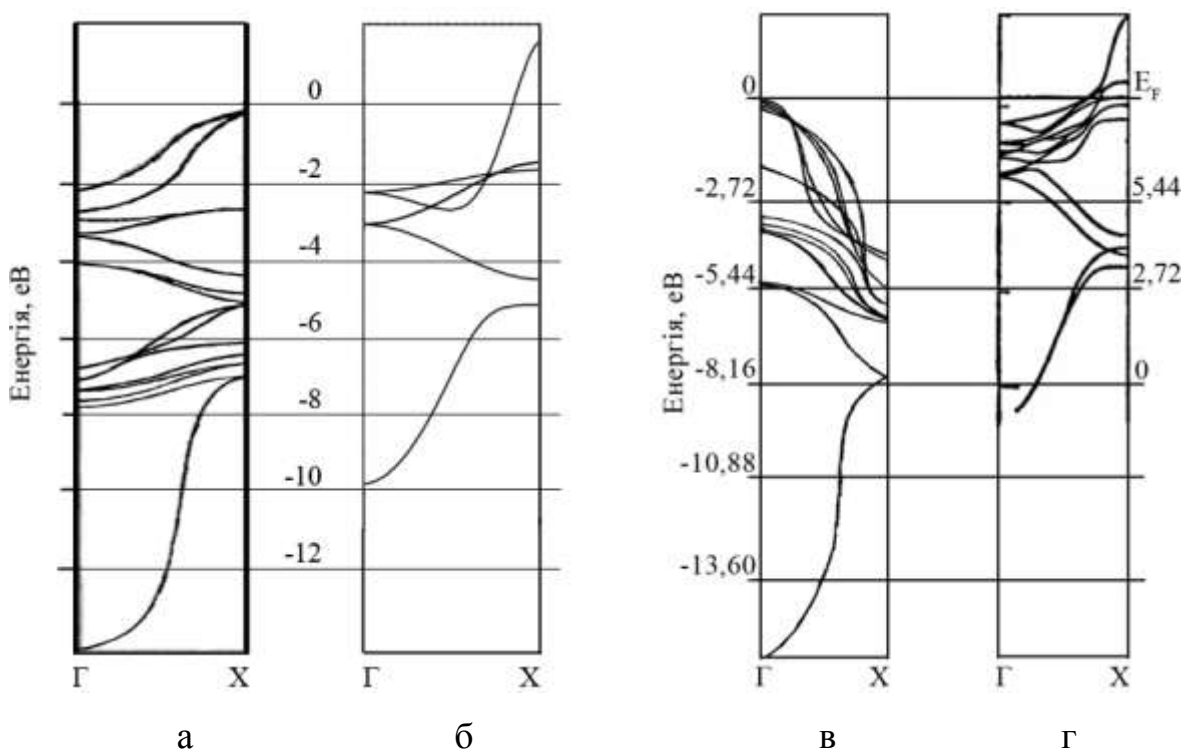 0
-2
-4
-6
-8
-10
-12
Енергія, еВ
Г X Г X
а б
0
-2,72
-5,44
-8,16
-10,88
-13,60
E_F
5,44
2,72
0
Енергія, еВ
Г X Г X
в г